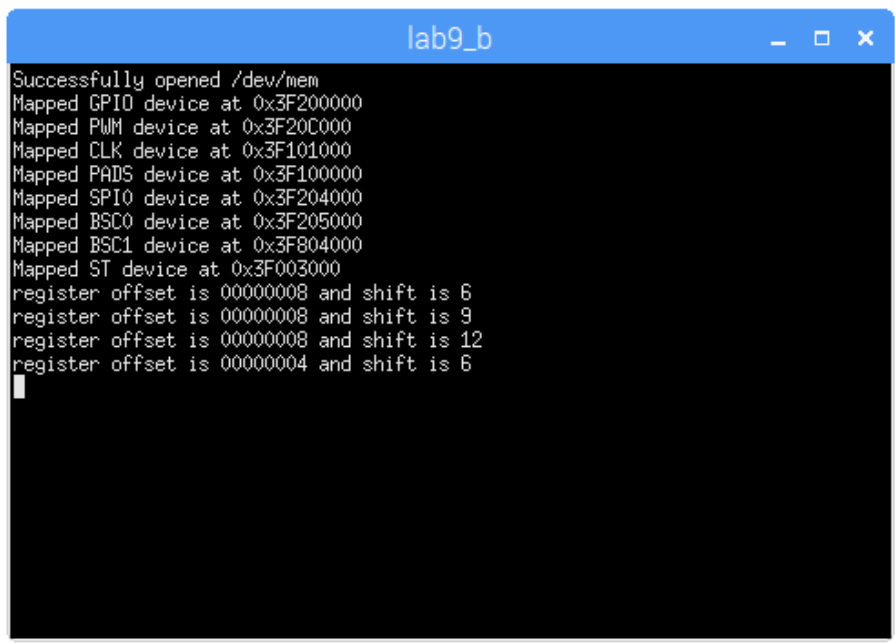 lab9_b
Successfully opened /dev/mem
Mapped GPIO device at 0x3F200000
Mapped PWM device at 0x3F20C000
Mapped CLK device at 0x3F101000
Mapped PADS device at 0x3F100000
Mapped SPI0 device at 0x3F204000
Mapped BSC0 device at 0x3F205000
Mapped BSC1 device at 0x3F804000
Mapped ST device at 0x3F003000
register offset is 00000008 and shift is 6
register offset is 00000008 and shift is 9
register offset is 00000008 and shift is 12
register offset is 00000004 and shift is 6